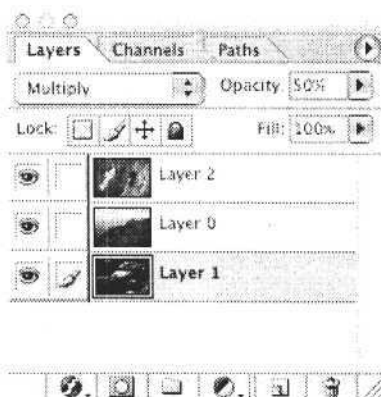 Layers Channels Paths
Multiply Opacity: 50%
Lock: Fill: 100%
Layer 2
Layer 0
Layer 1